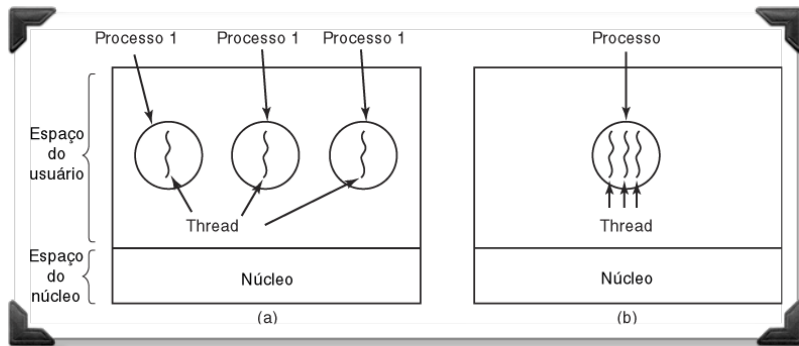 Processo 1 Processo 1 Processo 1
Processo
Espaço
do
usuário
Thread
Thread
Espaço
do
núcleo
Núcleo
Núcleo
(a)
(b)